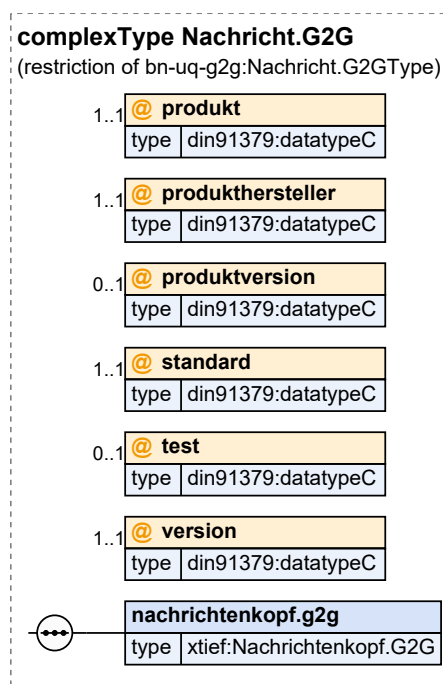 complexType Nachricht.G2G
(restriction of bn-uq-g2g:Nachricht.G2GType)
1..1 @ produkt
type din91379:datatypeC
1..1 @ produkthersteller
type din91379:datatypeC
0..1 @ produktversion
type din91379:datatypeC
1..1 @ standard
type din91379:datatypeC
0..1 @ test
type din91379:datatypeC
1..1 @ version
type din91379:datatypeC
nachrichtenkopf.g2g
type xtief:Nachrichtenkopf.G2G